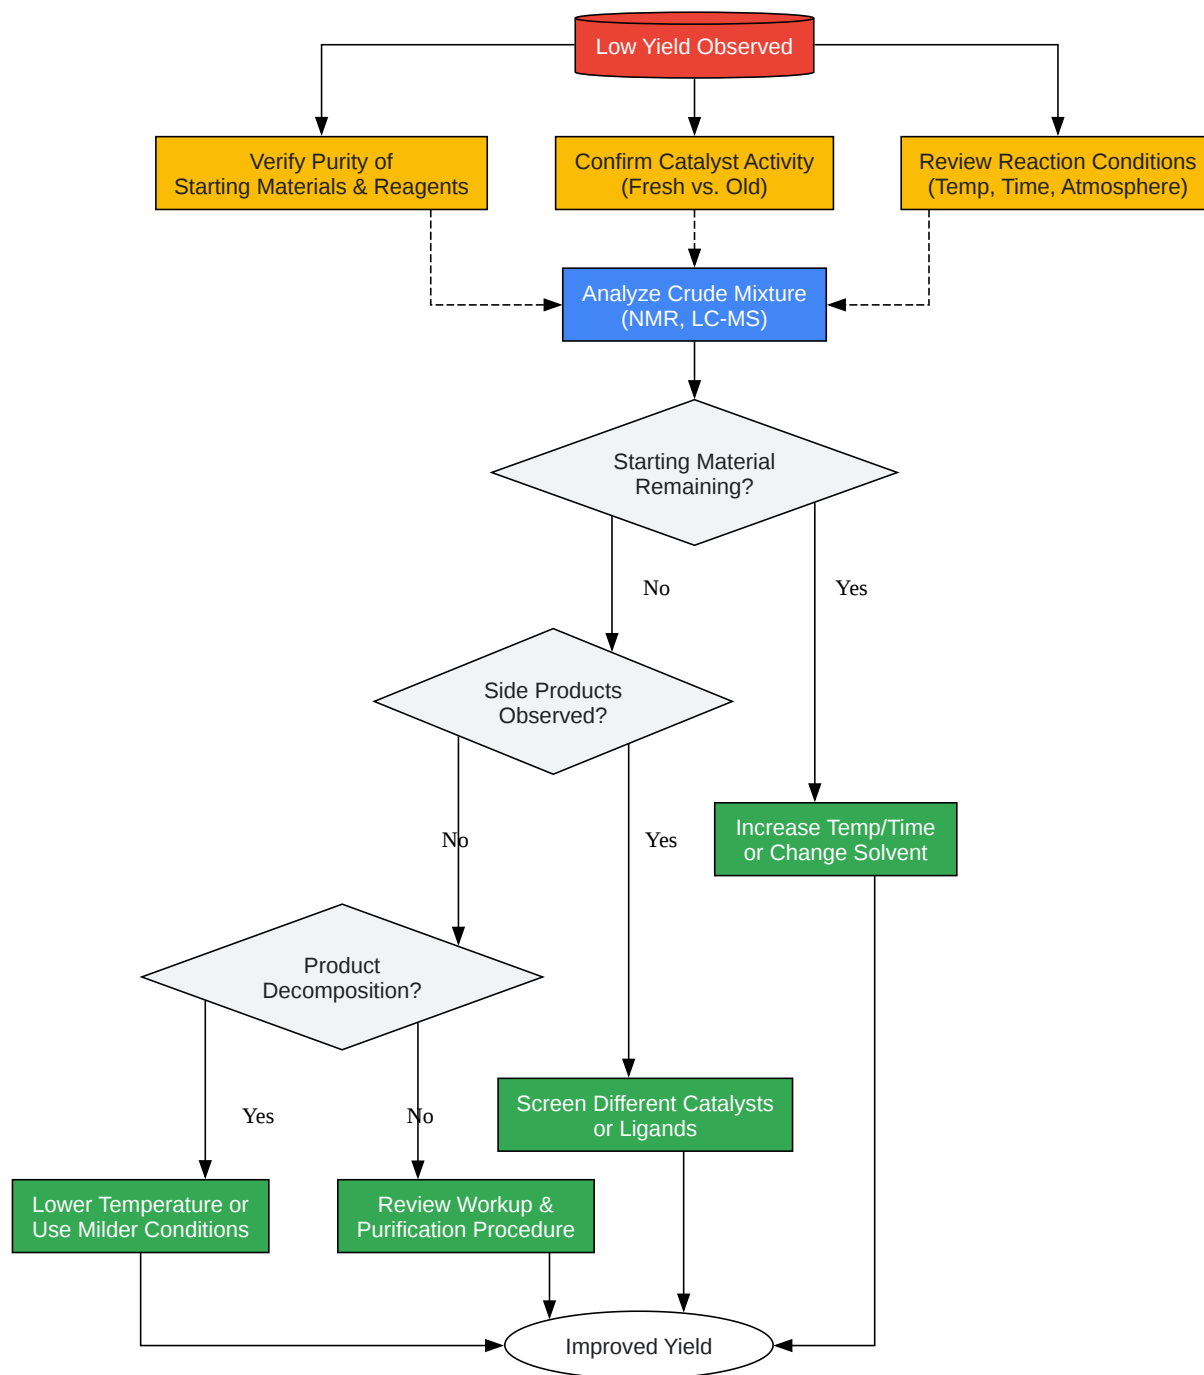 Low Yield Observed
Verify Purity of
Starting Materials & Reagents
Confirm Catalyst Activity
(Fresh vs. Old)
Review Reaction Conditions
(Temp, Time, Atmosphere)
Analyze Crude Mixture
(NMR, LC-MS)
Starting Material
Remaining?
No
Yes
Side Products
Observed?
No
Yes
Increase Temp/Time
or Change Solvent
Product
Decomposition?
Yes
No
Screen Different Catalysts
or Ligands
Lower Temperature or
Use Milder Conditions
Review Workup &
Purification Procedure
Improved Yield